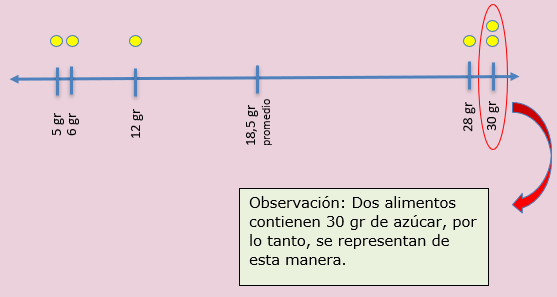 5 gr
6 gr
12 gr
18,5 gr
promedio
28 gr
30 gr
Observación: Dos alimentos
contienen 30 gr de azúcar, por
lo tanto, se representan de
esta manera.